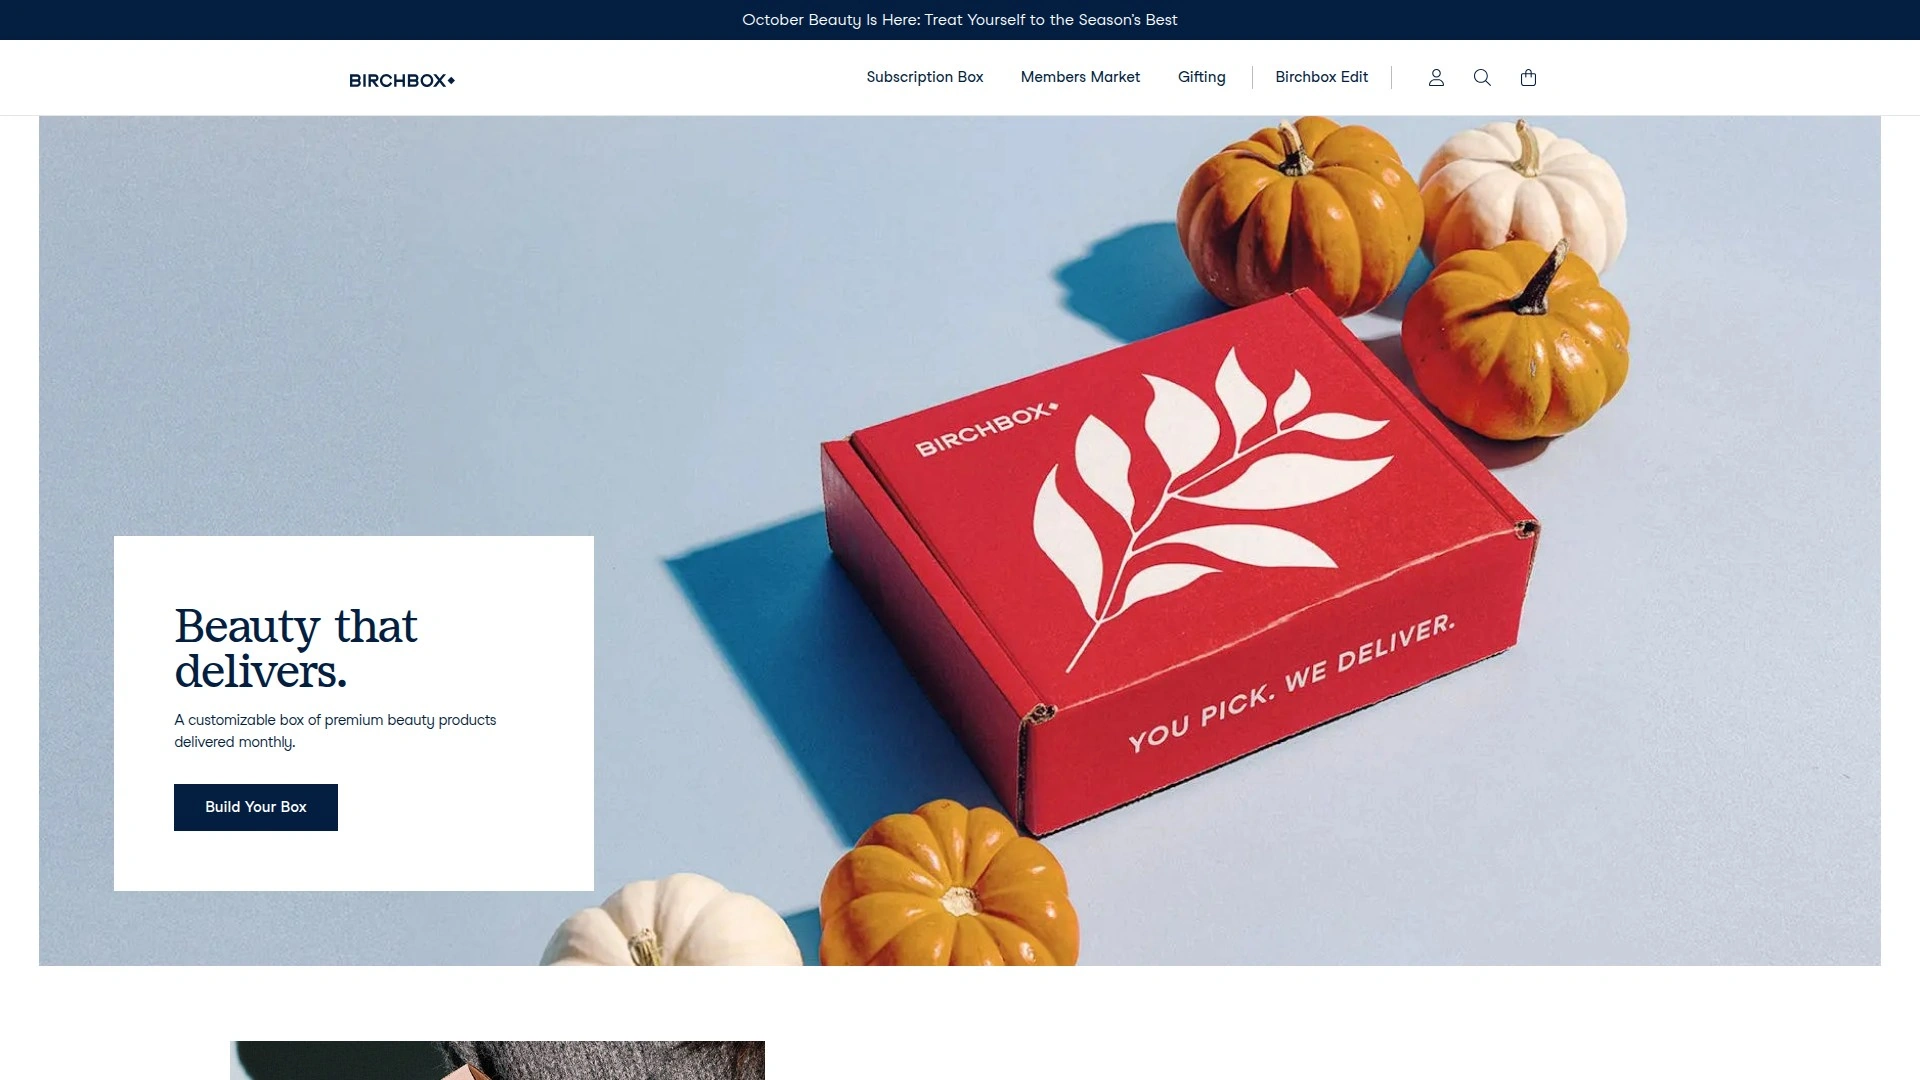 October Beauty Is Here: Treat Yourself to the Season's Best
BIRCHBOX
Subscription Box
Members Market
Gifting
Birchbox Edit
BIRCHBOX
YOU PICK. WE DELIVER.
Beauty that
delivers.
A customizable box of premium beauty products
delivered monthly.
Build Your Box